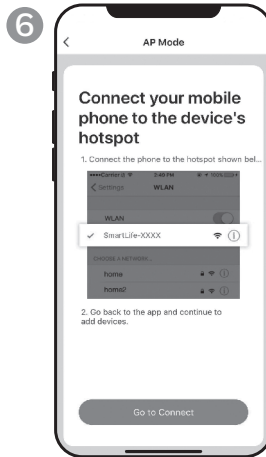 6
AP Mode
Connect your mobile
phone to the device's
hotspot
1. Connect the phone to the hotspot shown bel...
Settings WLAN
WLAN
SmartLife-XXXX
CHOOSE A NETWORK...
home
home2
2. Go back to the app and continue to
add devices.
Go to Connect